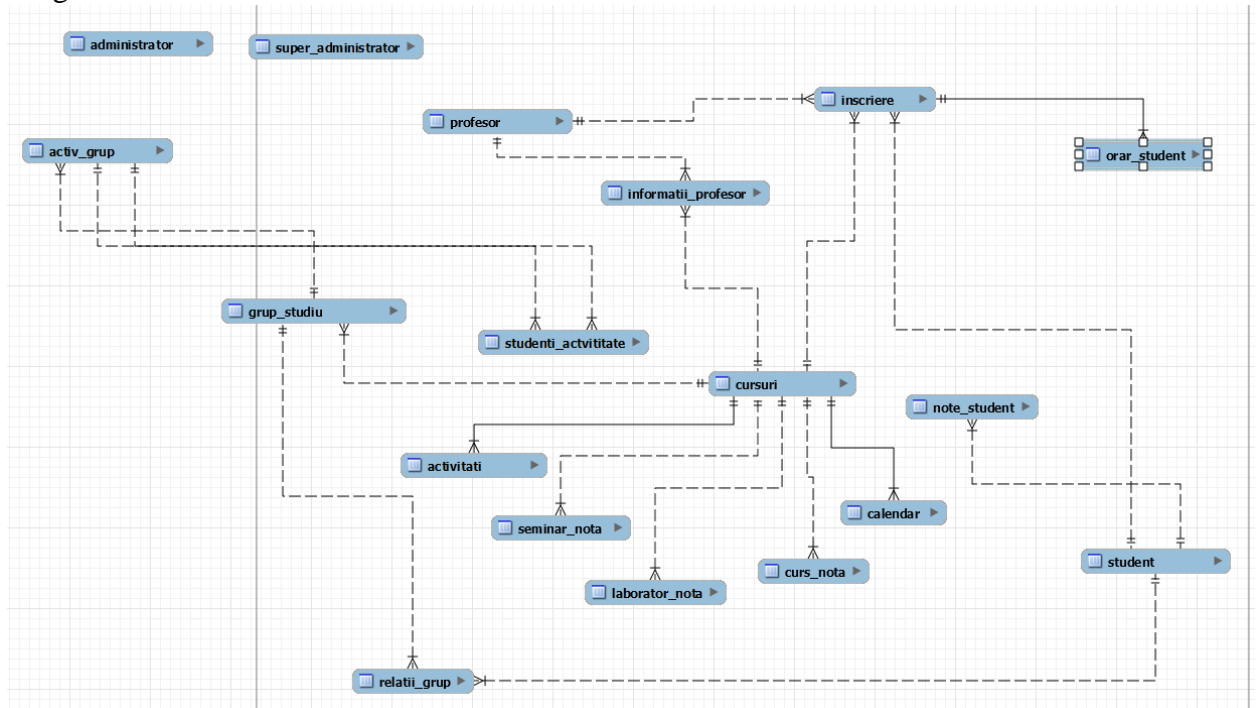 administrator
super_administrator
inscriere
profesor
activ_grup
orar_student
informatii_profesor
grup_studiu
studenti_actvititate
cursuri
note_student
activitati
calendar
seminar_nota
student
curs_nota
laborator_nota
relatii_grup